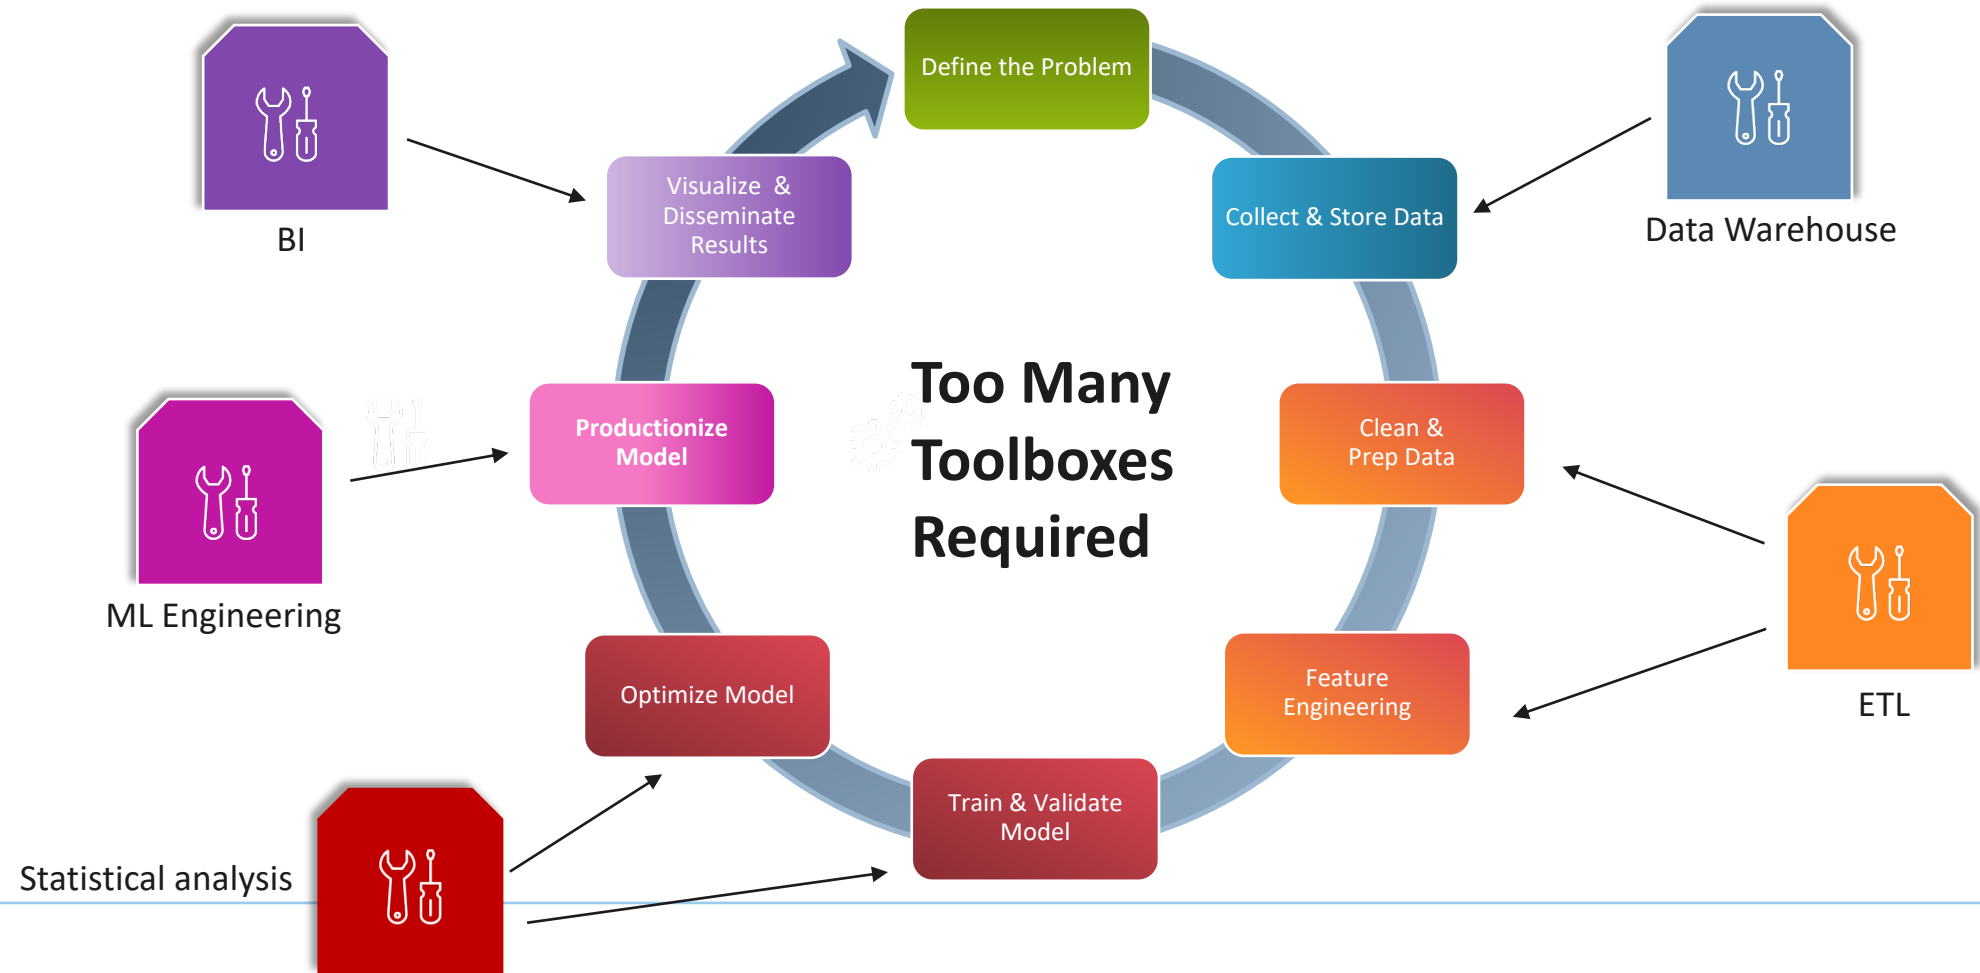 Define the Problem
Visualize & 
Disseminate
Results
Collect & Store Data
BI
Data Warehouse
Too Many
Toolboxes
Required
Productionize
Model
Clean &
Prep Data
ML Engineering
Optimize Model
Feature
Engineering
ETL
Train & Validate
Model
Statistical analysis